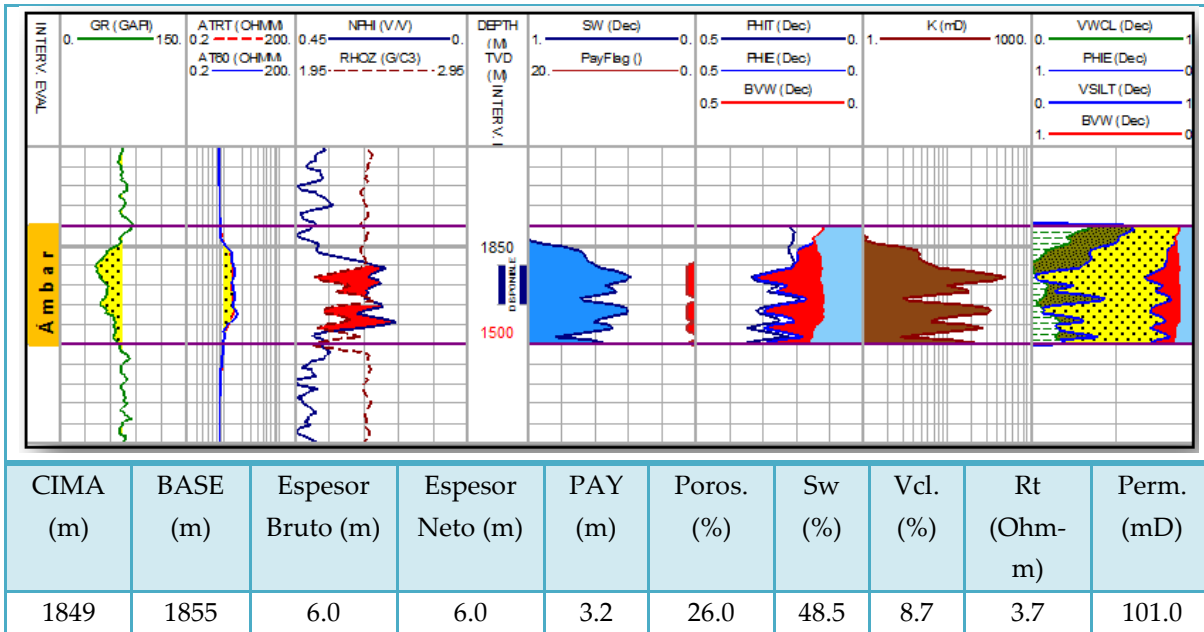 INTERV. EVAL
GR (GAPI)
0. 150.
ATRT (OHMM)
0.2 200.
AT60 (OHMM)
0.2 200.
NPHI (V/V)
0.45 0.
RHOZ (G/C3)
1.95 2.95
DEPTH
(M)
TVD
(M)
INTERV.
SW (Dec)
1. 0.
PayFlag ()
20. 0.
PHIT (Dec)
0.5 0.
PHIE (Dec)
0.5 0.
BVW (Dec)
0.5 0.
K (mD)
1. 1000.
VWCL (Dec)
0. 1
PHIE (Dec)
1. 0
VSILT (Dec)
0. 1
BVW (Dec)
1. 0
Ámbar
1850
DISPONIBLE
1500
CIMA (m) BASE (m) Espesor Bruto (m) Espesor Neto (m) PAY (m) Poros. (%) Sw (%) Vcl. (%) Rt (Ohm-m) Perm. (mD)
1849 1855 6.0 6.0 3.2 26.0 48.5 8.7 3.7 101.0